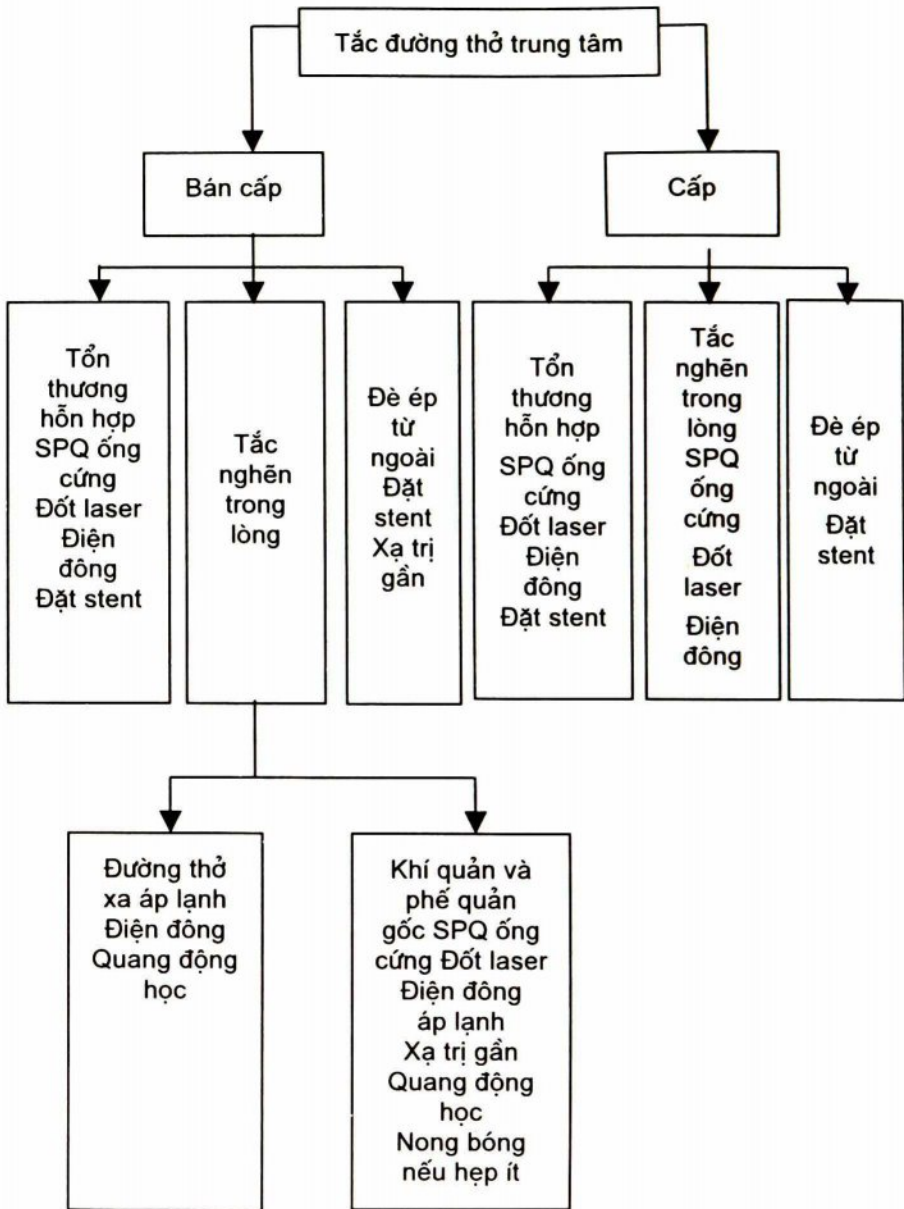 Tắc đường thở trung tâm
Bán cấp
Cấp
Tổn
thương
hỗn hợp
SPQ ống
cứng
Đốt laser
Điện
đông
Đặt stent
Tắc
nghẽn
trong
lòng
Đè ép
từ
ngoài
Đặt
stent
Xạ trị
gần
Tổn
thương
hỗn hợp
SPQ ống
cứng
Đốt laser
Điện
đông
Đặt stent
Tắc
nghẽn
trong
lòng
SPQ
ống
cứng
Đốt
laser
Điện
đông
Đè ép
từ
ngoài
Đặt
stent
Đường thở
xa áp lạnh
Điện đông
Quang động
học
Khí quản và
phế quản
gốc SPQ ống
cứng Đốt laser
Điện đông
áp lạnh
Xạ trị gần
Quang động
học
Nong bóng
nếu hẹp ít